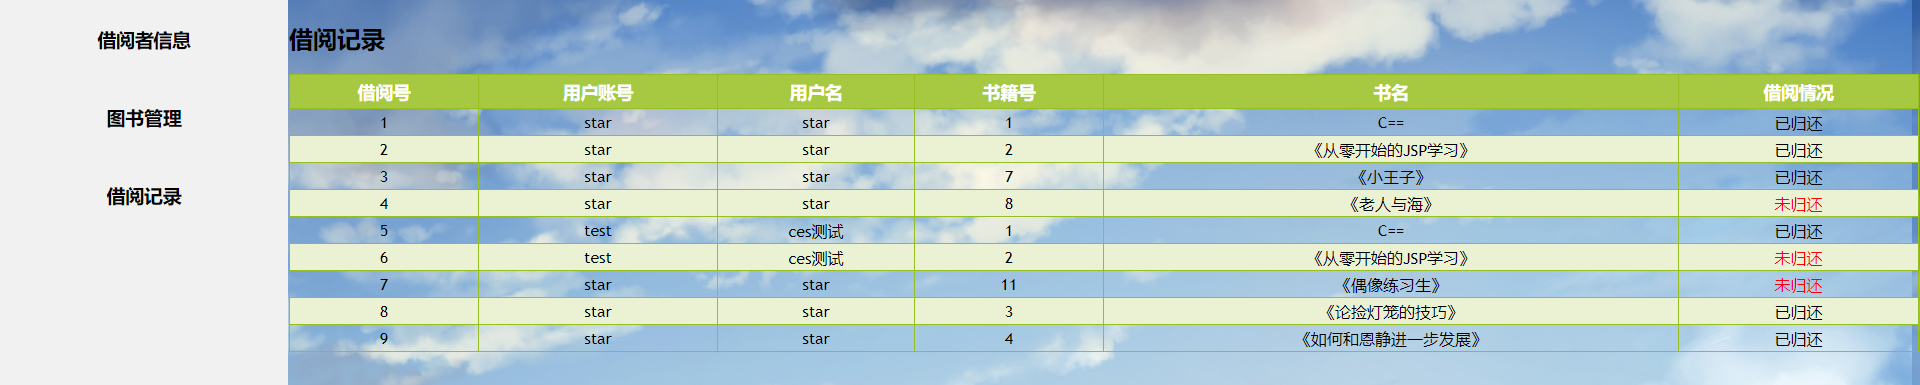 借阅者信息
图书管理
借阅记录
借阅记录
借阅号 用户账号 用户名 书籍号 书名 借阅情况
1 star star 1 C== 已归还
2 star star 2 《从零开始的JSP学习》 已归还
3 star star 7 《小王子》 已归还
4 star star 8 《老人与海》 未归还
5 test ces测试 1 C== 已归还
6 test ces测试 2 《从零开始的JSP学习》 未归还
7 star star 11 《偶像练习生》 未归还
8 star star 3 《论捡灯笼的技巧》 已归还
9 star star 4 《如何和恩静进一步发展》 已归还